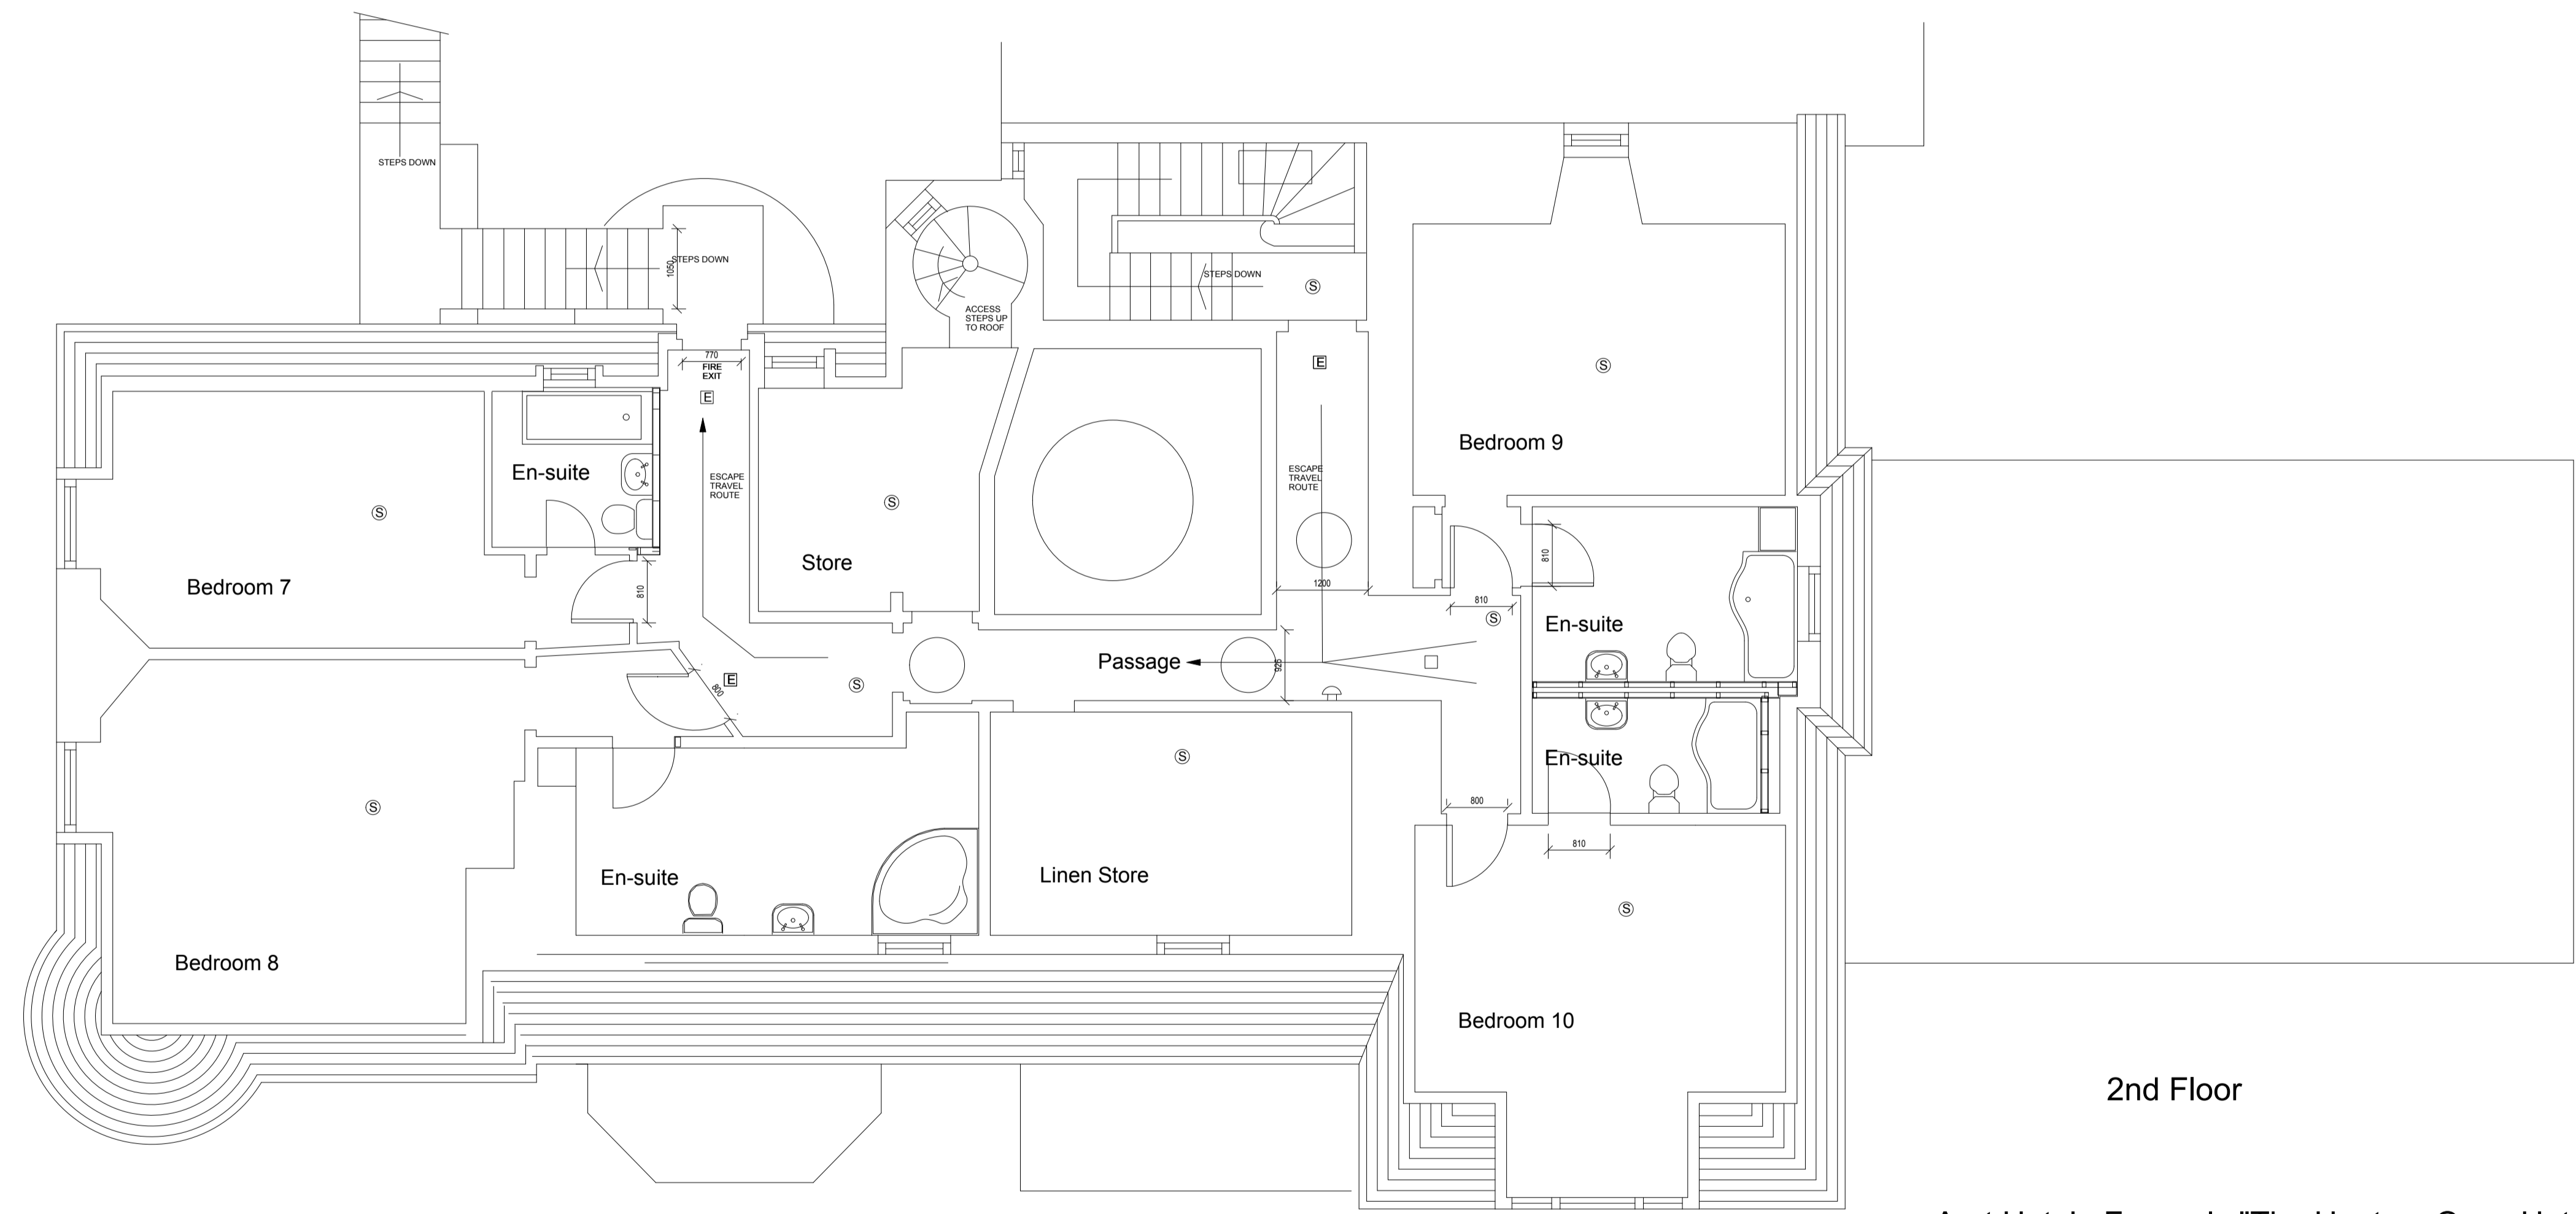 STEPS DOWN
STEPS DOWN
1050
STEPS DOWN
S
ACCESS
STEPS UP
TO ROOF
770
FIRE
EXIT
E
E
S
Bedroom 9
En-suite
ESCAPE
TRAVEL
ROUTE
ESCAPE
TRAVEL
ROUTE
S
S
Store
810
Bedroom 7
810
1200
810
S
En-suite
Passage
925
800
E
S
S
En-suite
S
800
810
En-suite
Linen Store
S
Bedroom 8
Bedroom 10
2nd Floor